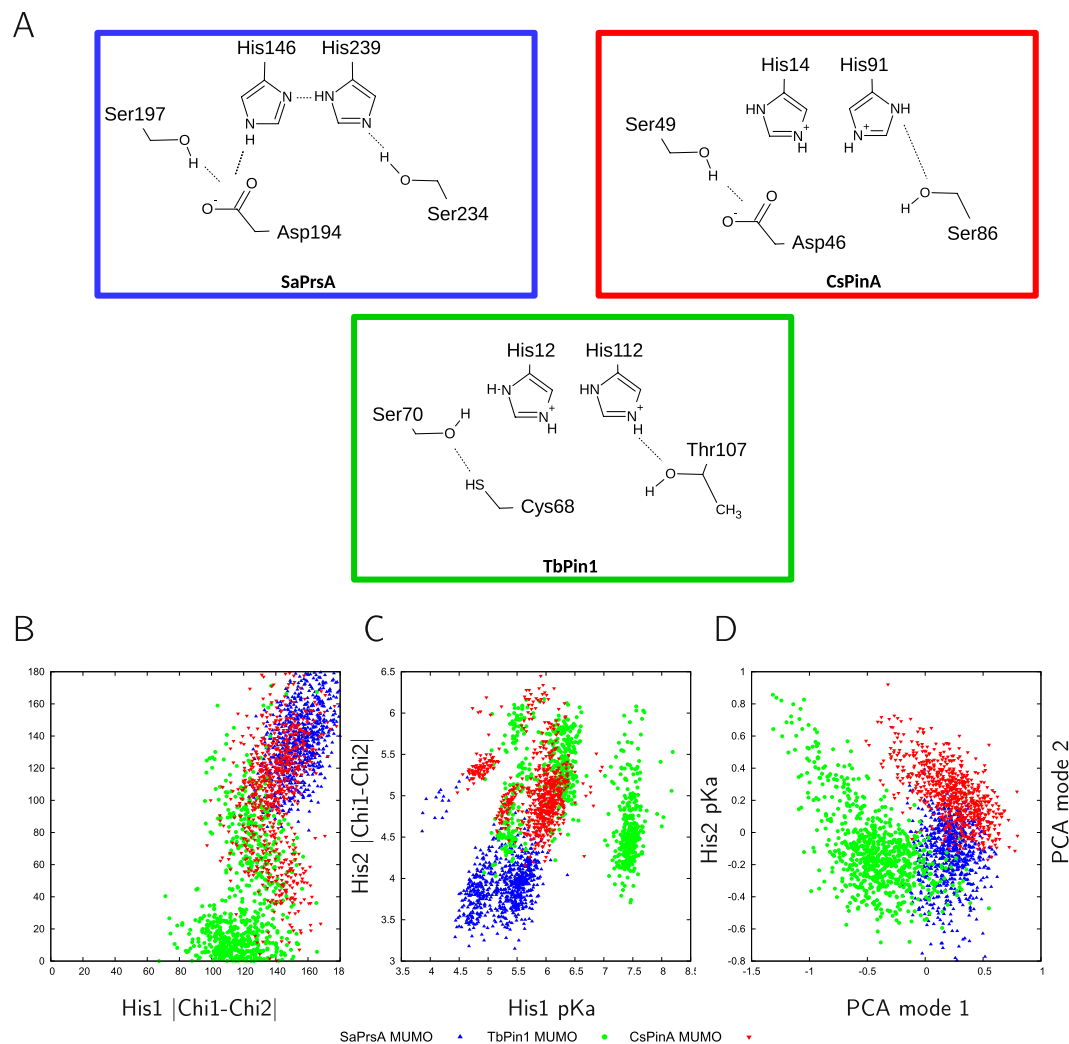 A
His146 His239
N HN
Ser197
O
H
N
H
N
H
O
O
O-
Ser234
Asp194
SaPrsA
His14 His91
HN NH
Ser49
N+
H
+
N
H
O
H
O
O
H
O-
Ser86
Asp46
CsPinA
His12 His112
H-N HN
Ser70
H
O
N+
H
N+
H
Thr107
O
HS
H
Cys68
CH3
TbPin1
B
C
D
180
160
140
120
100
80
60
40
20
0
0 20 40 60 80 100 120 140 160 18
His1 |Chi1-Chi2|
His2 |Chi1-Chi2|
6.5
6
5.5
5
4.5
4
3.5
3
3.5 4 4.5 5 5.5 6 6.5 7 7.5 8 8.5
His1 pKa
His2 pKa
1
0.8
0.6
0.4
0.2
0
-0.2
-0.4
-0.6
-0.8
-1.5 -1 -0.5 0 0.5 1
PCA mode 1
PCA mode 2
SaPrsA MUMO TbPin1 MUMO CsPinA MUMO